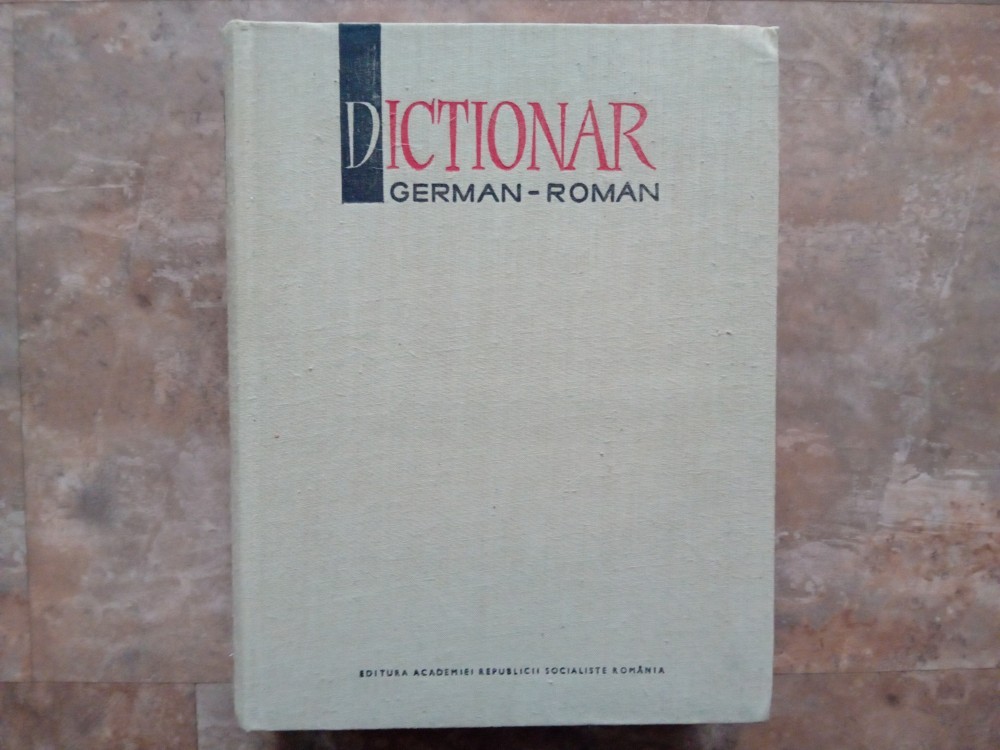 DICTIONAR
GERMAN-ROMAN
EDITURA ACADEMIEI REPUBLICII SOCIALISTE ROMÂNIA